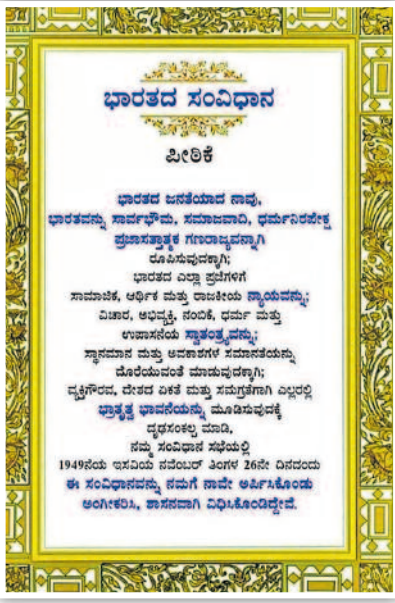 ಭಾರತದ ಸಂವಿಧಾನ
ಪೀಠಿಕೆ
ಭಾರತದ ಜನತೆಯಾದ ನಾವು,
ಭಾರತವನ್ನು ಸಾರ್ವಭೌಮ, ಸಮಾಜವಾದಿ, ಧರ್ಮನಿರಪೇಕ್ಷ
ಪ್ರಜಾಸತ್ತಾತ್ಮಕ ಗಣರಾಜ್ಯವನ್ನಾಗಿ
ರೂಪಿಸುವುದಕ್ಕಾಗಿ;
ಭಾರತದ ಎಲ್ಲಾ ಪ್ರಜೆಗಳಿಗೆ
ಸಾಮಾಜಿಕ, ಆರ್ಥಿಕ ಮತ್ತು ರಾಜಕೀಯ ನ್ಯಾಯವನ್ನು;
ವಿಚಾರ, ಅಭಿವ್ಯಕ್ತಿ, ನಂಬಿಕೆ, ಧರ್ಮ ಮತ್ತು
ಉಪಾಸನೆಯ ಸ್ವಾತಂತ್ರ್ಯವನ್ನು;
ಸ್ಥಾನಮಾನ ಮತ್ತು ಅವಕಾಶಗಳ ಸಮಾನತೆಯನ್ನು
ದೊರೆಯುವಂತೆ ಮಾಡುವುದಕ್ಕಾಗಿ;
ವ್ಯಕ್ತಿಗೌರವ, ದೇಶದ ಏಕತೆ ಮತ್ತು ಸಮಗ್ರತೆಗಾಗಿ ಎಲ್ಲರಲ್ಲಿ
ಭ್ರಾತೃತ್ವ ಭಾವನೆಯನ್ನು ಮೂಡಿಸುವುದಕ್ಕೆ
ದೃಢಸಂಕಲ್ಪ ಮಾಡಿ,
ನಮ್ಮ ಸಂವಿಧಾನ ಸಭೆಯಲ್ಲಿ
1949ನೆಯ ಇಸವಿಯ ನವೆಂಬರ್ ತಿಂಗಳ 26ನೇ ದಿನದಂದು
ಈ ಸಂವಿಧಾನವನ್ನು ನಮಗೆ ನಾವೇ ಅರ್ಪಿಸಿಕೊಂಡು
ಅಂಗೀಕರಿಸಿ, ಶಾಸನವಾಗಿ ವಿಧಿಸಿಕೊಂಡಿದ್ದೇವೆ.